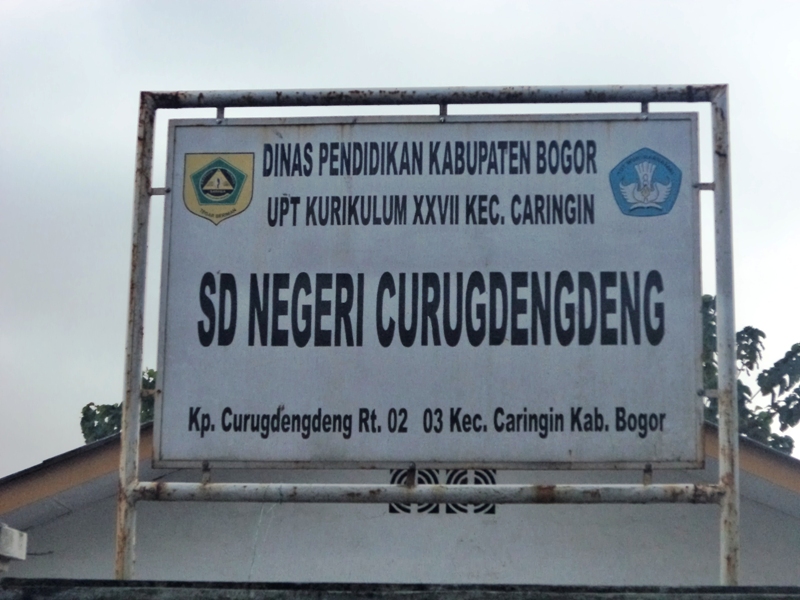 DINAS PENDIDIKAN KABUPATEN BOGOR
UPT KURIKULUM XXVII KEC. CARINGIN
SD NEGERI CURUGDENGDENG
Kp. Curugdengdeng Rt. 02 03 Kec. Caringin Kab. Bogor